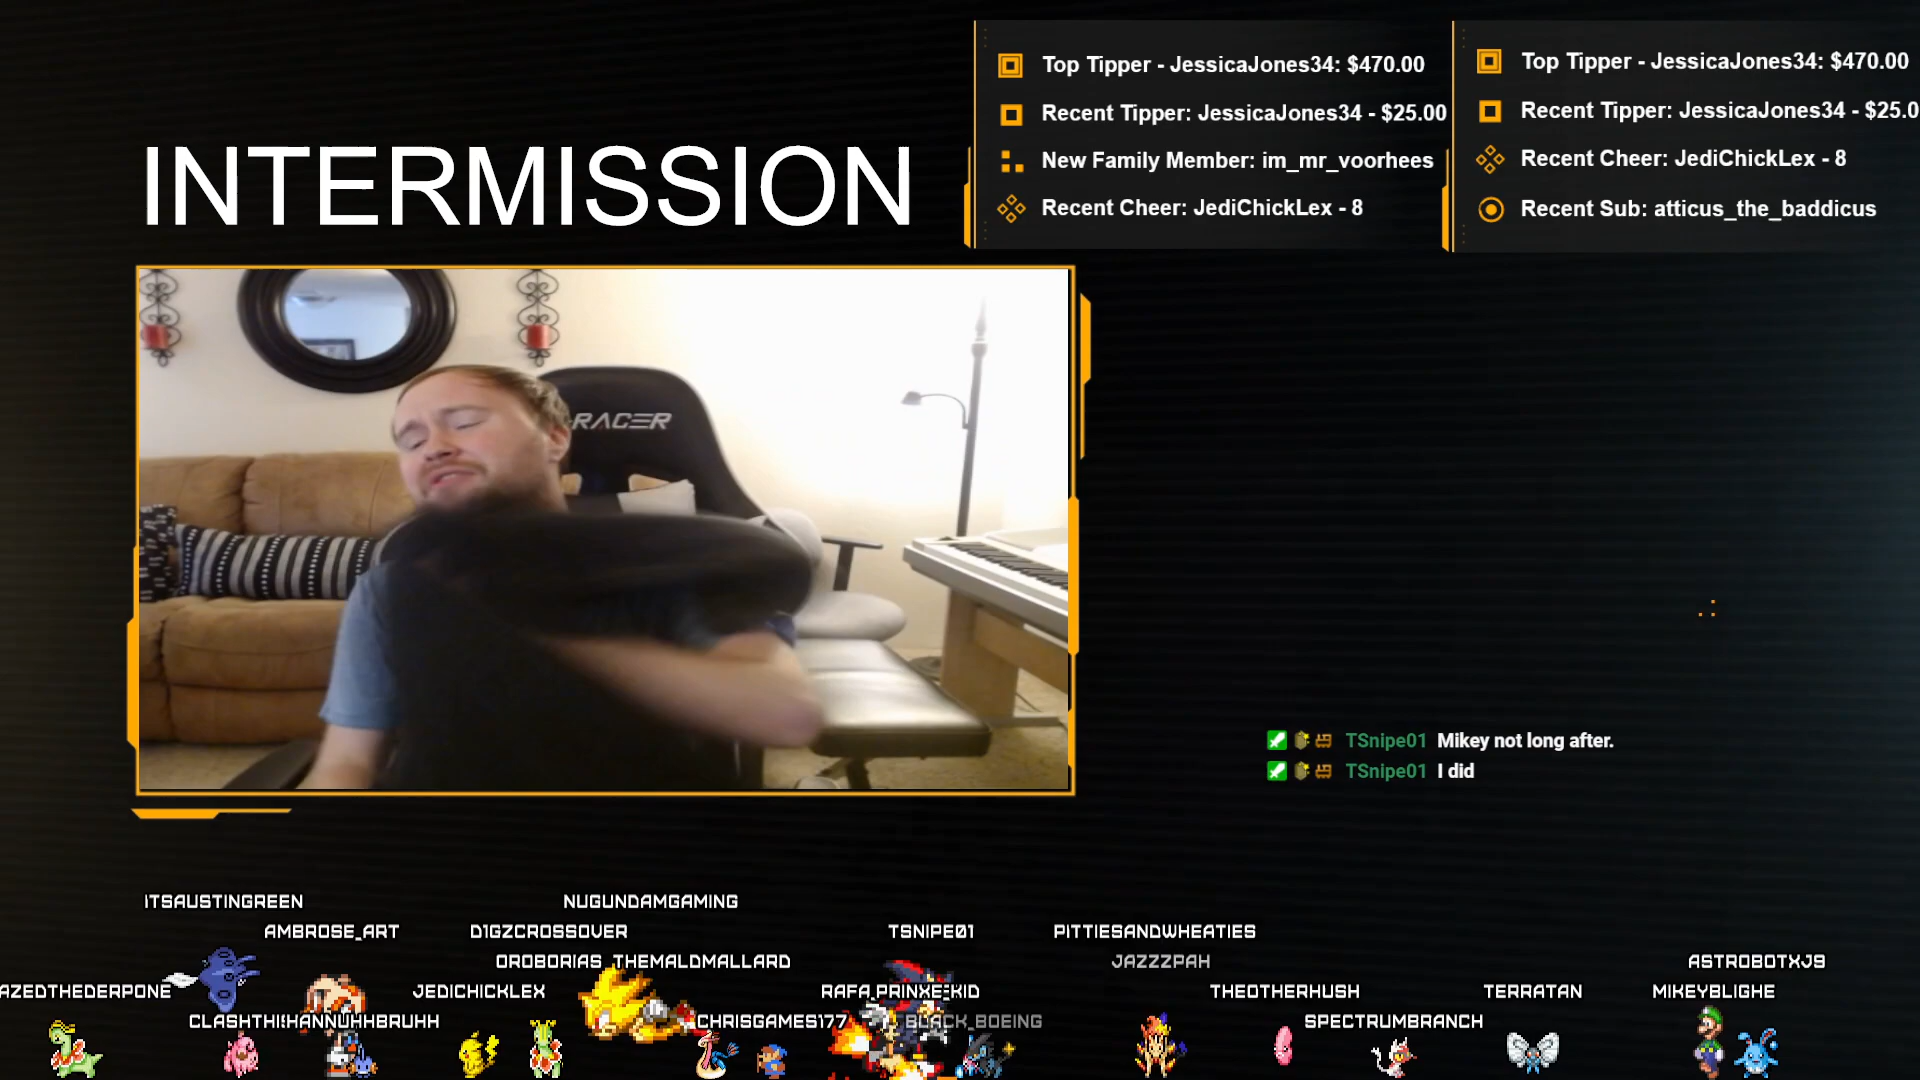 Top Tipper - JessicaJones34: $470.00
Recent Tipper: JessicaJones34 - $25.00
New Family Member: im_mr_voorhees
Recent Cheer: JediChickLex - 8
Top Tipper - JessicaJones34: $470.00
Recent Tipper: JessicaJones34 - $25.0
Recent Cheer: JediChickLex - 8
Recent Sub: atticus_the_baddicus
INTERMISSION
RACER
TSnipe01 Mikey not long after.
TSnipe01 I did
ITSAUSTINGREEN
NUGUNDAMGAMING
AMBROSE_ART
D1GZCROSSOVER
TSNIPE01
PITTIESANDWHEATIES
OROBORIAS_THEMALDMALLARD
JAZZZPAH
ASTROBOTXJ9
AZEDTHEDERPONE
JEDICHICKLEX
THEOTHERHUSH
TERRATAN
MIKEYBLIGHE
CHRISGAMES177
BLACK_BOEING
SPECTRUMBRANCH